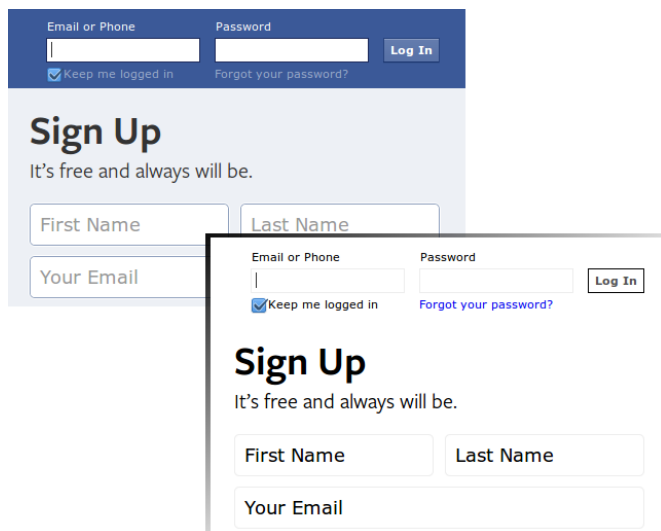 Email or Phone Password
Log In
Keep me logged in Forgot your password?
Sign Up
It's free and always will be.
First Name Last Name
Your Email
Email or Phone Password
Log In
Keep me logged in Forgot your password?
Sign Up
It's free and always will be.
First Name Last Name
Your Email